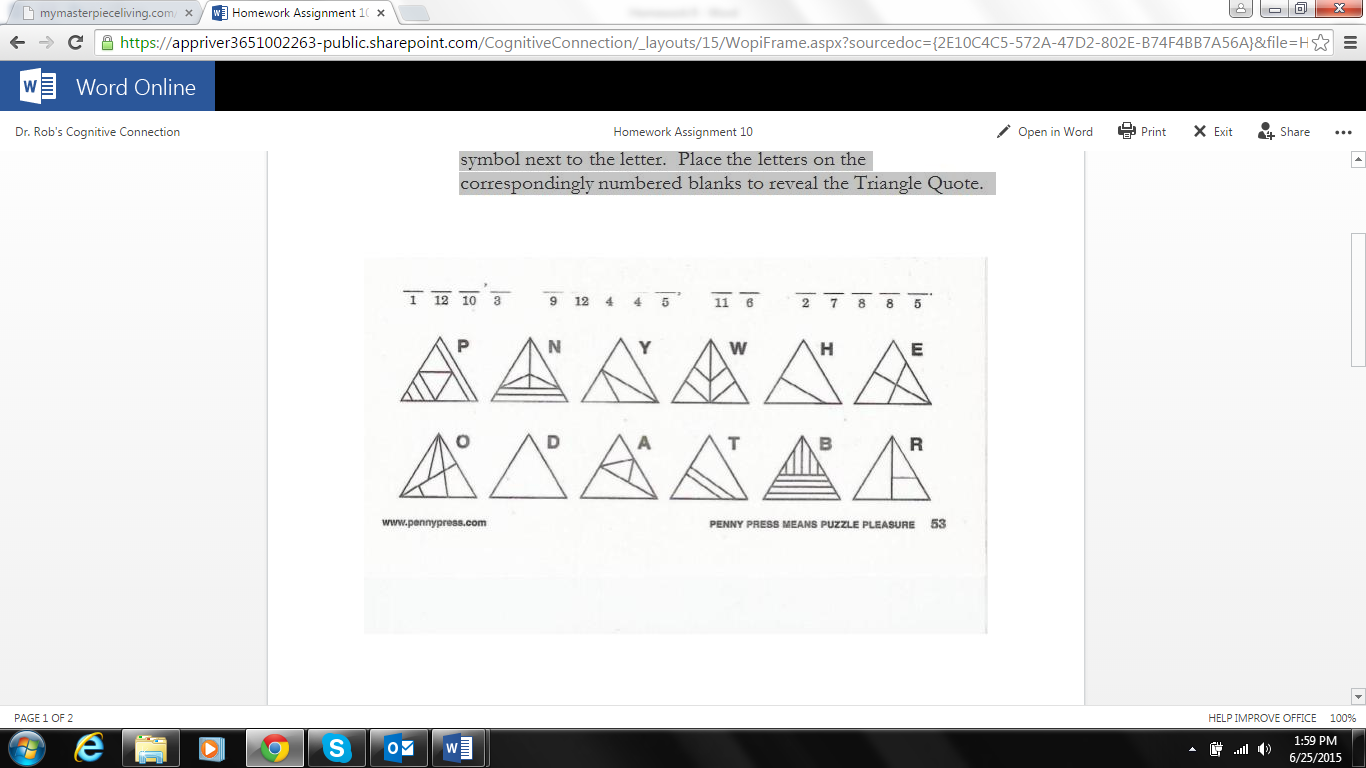 mymasterpieceliving.com/
Homework Assignment 10
https://appriver3651002263-public.sharepoint.com/CognitiveConnection/_layouts/15/WopiFrame.aspx?sourcedoc={2E10C4C5-572A-47D2-802E-B74F4BB7A56A}&file=H
W Word Online
Dr. Rob's Cognitive Connection
Homework Assignment 10
Open in Word
Print
Exit
Share
symbol next to the letter. Place the letters on the
correspondingly numbered blanks to reveal the Triangle Quote.
1 12 10 ' 3 9 12 4 4 5 , 11 6 2 7 8 8 5 .
P N Y W H E
O D A T B R
www.pennypress.com
PENNY PRESS MEANS PUZZLE PLEASURE 53
PAGE 1 OF 2
HELP IMPROVE OFFICE 100%
1:59 PM
6/25/2015